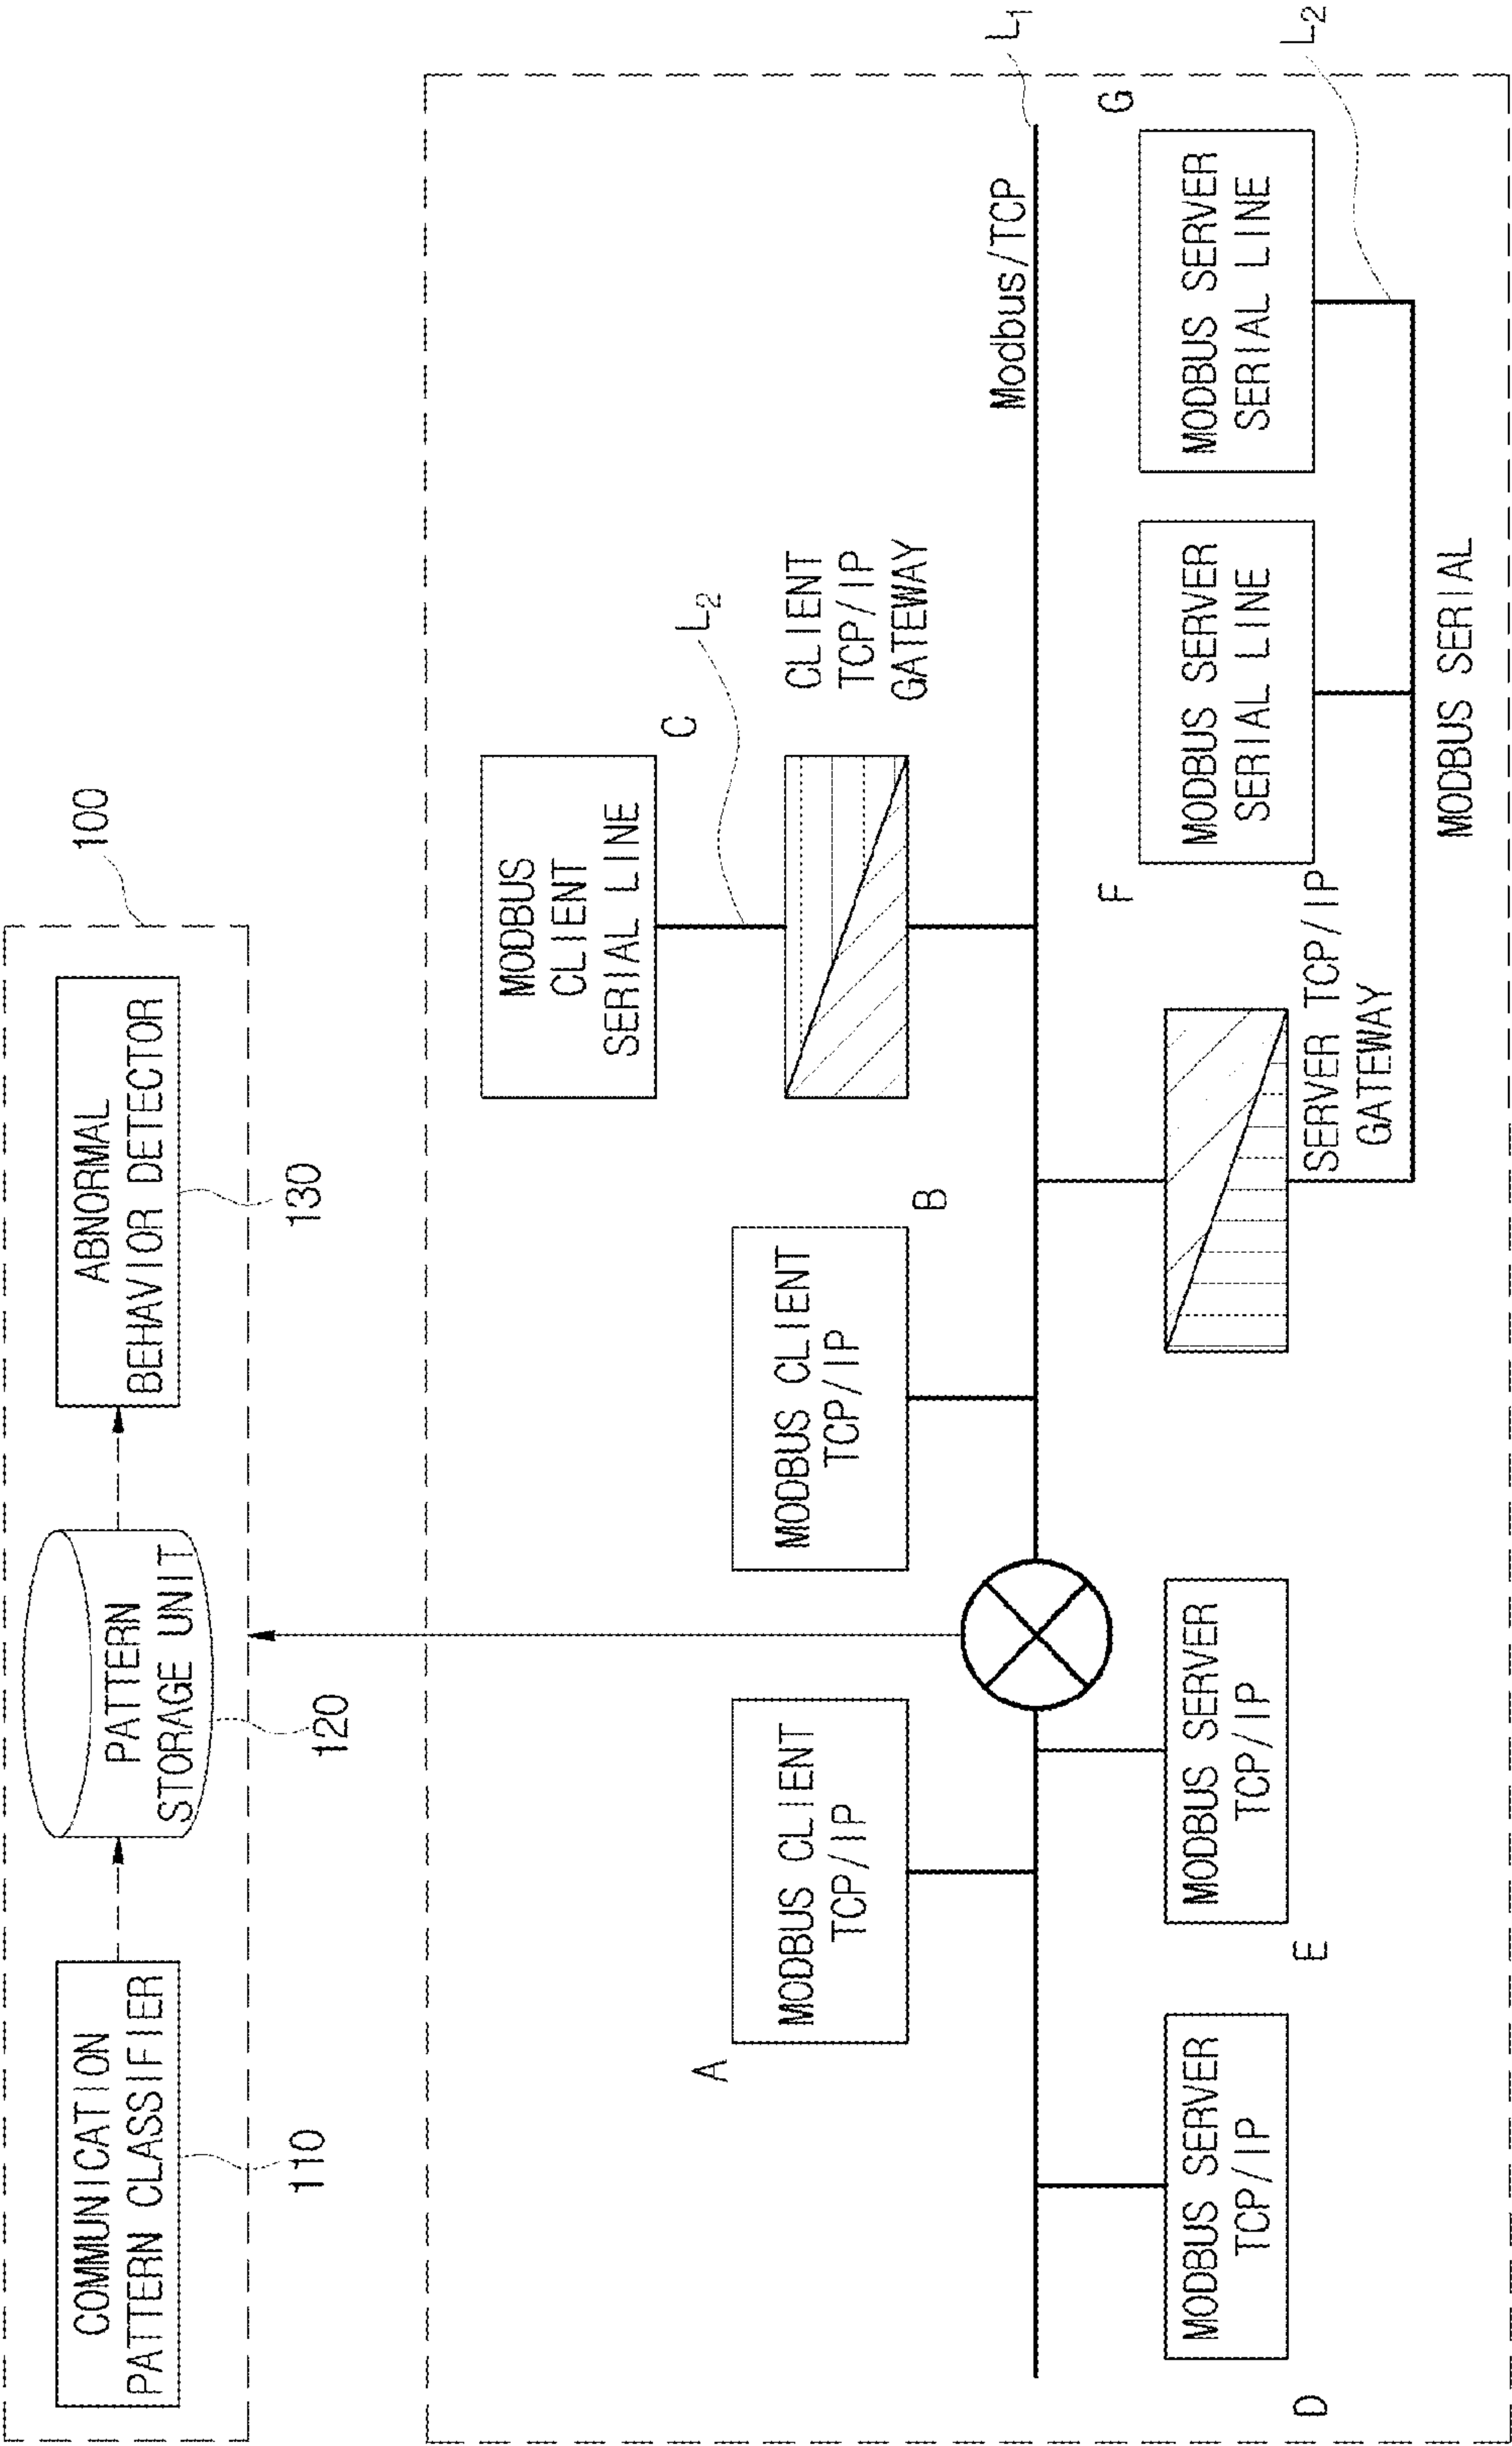 100
COMMUNICATION
PATTERN CLASSIFIER
PATTERN
STORAGE UNIT
ABNORMAL
BEHAVIOR DETECTOR
110
120
130
MODBUS
CLIENT
SERIAL LINE
C
L2
A
MODBUS CLIENT
TCP/IP
MODBUS CLIENT
TCP/IP
B
CLIENT
TCP/IP
GATEWAY
Modbus/TCP
L1
D
MODBUS SERVER
TCP/IP
E
MODBUS SERVER
TCP/IP
SERVER TCP/IP
GATEWAY
F
MODBUS SERVER
SERIAL LINE
G
MODBUS SERVER
SERIAL LINE
L2
MODBUS SERIAL